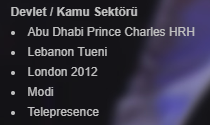 Devlet / Kamu Sektörü
• Abu Dhabi Prince Charles HRH
• Lebanon Tueni
• London 2012
• Modi
• Telepresence